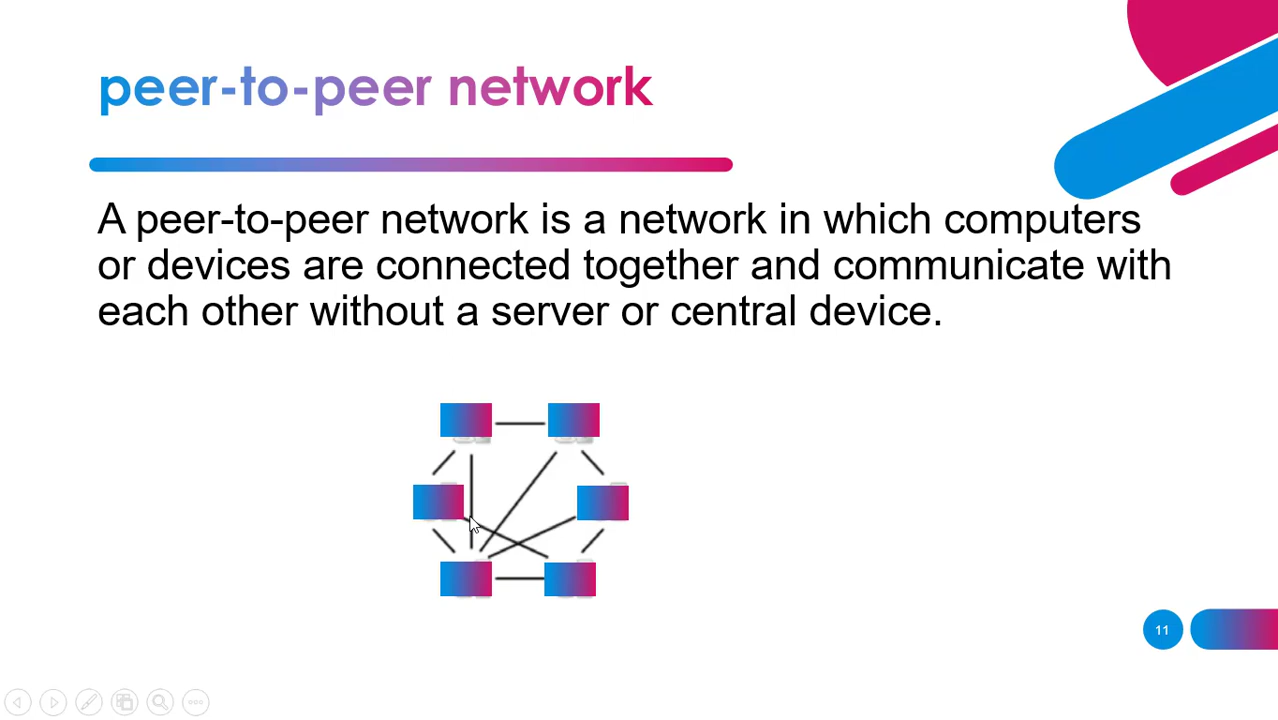 peer-to-peer network
A peer-to-peer network is a network in which computers
or devices are connected together and communicate with
each other without a server or central device.
11